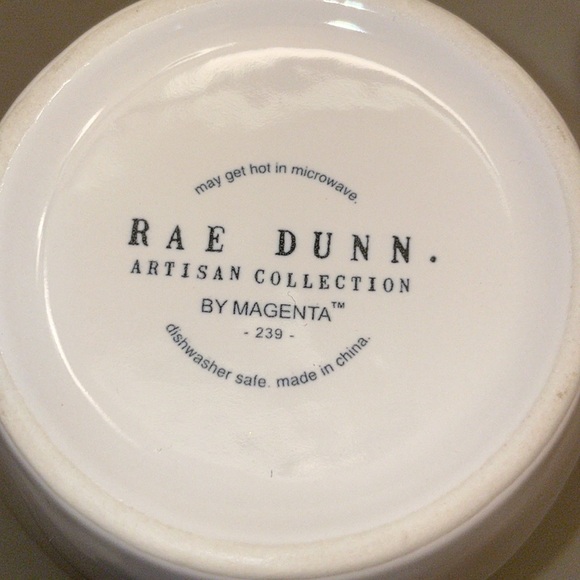 may get hot in microwave.
RAE DUNN.
ARTISAN COLLECTION
BY MAGENTA™
- 239 -
dishwasher safe. made in china.